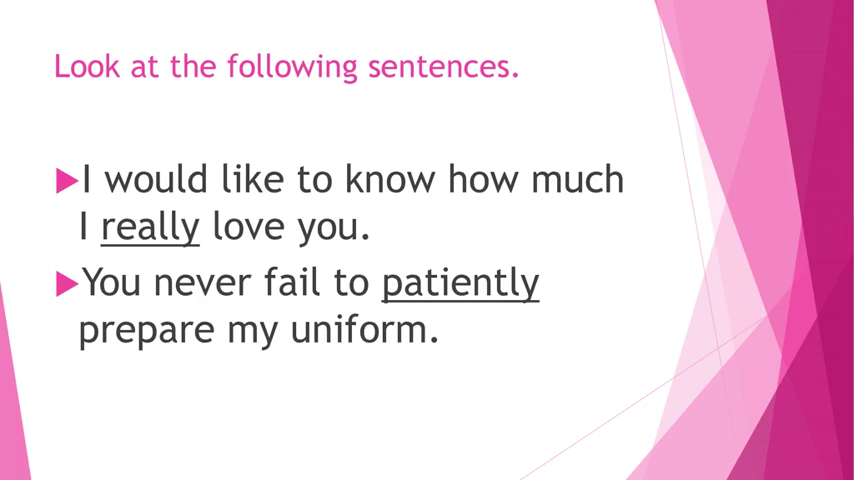 Look at the following sentences.
I would like to know how much
I really love you.
You never fail to patiently
prepare my uniform.